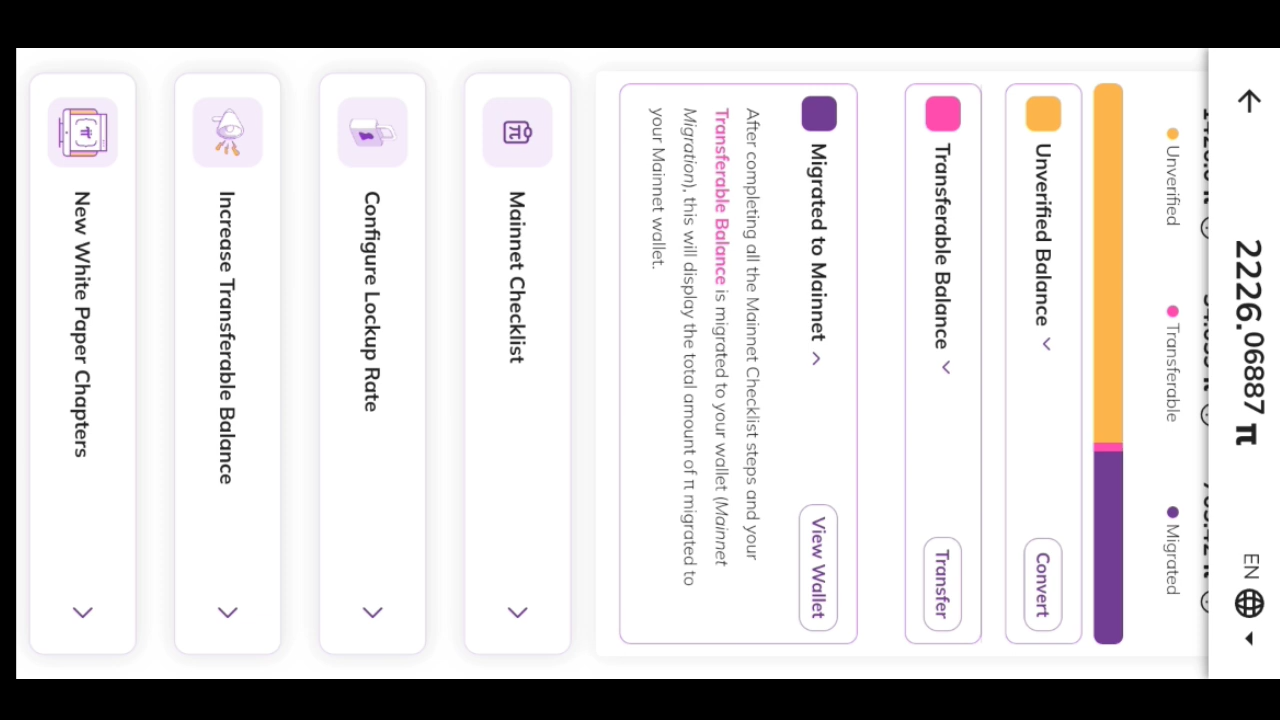 2226.06887 π
EN
Unverified
Transferable
Migrated
Unverified Balance
Convert
Transferable Balance
Transfer
Migrated to Mainnet
View Wallet
After completing all the Mainnet Checklist steps and your
Transferable Balance is migrated to your wallet (Mainnet
Migration), this will display the total amount of π migrated to
your Mainnet wallet.
Mainnet Checklist
Configure Lockup Rate
Increase Transferable Balance
New White Paper Chapters